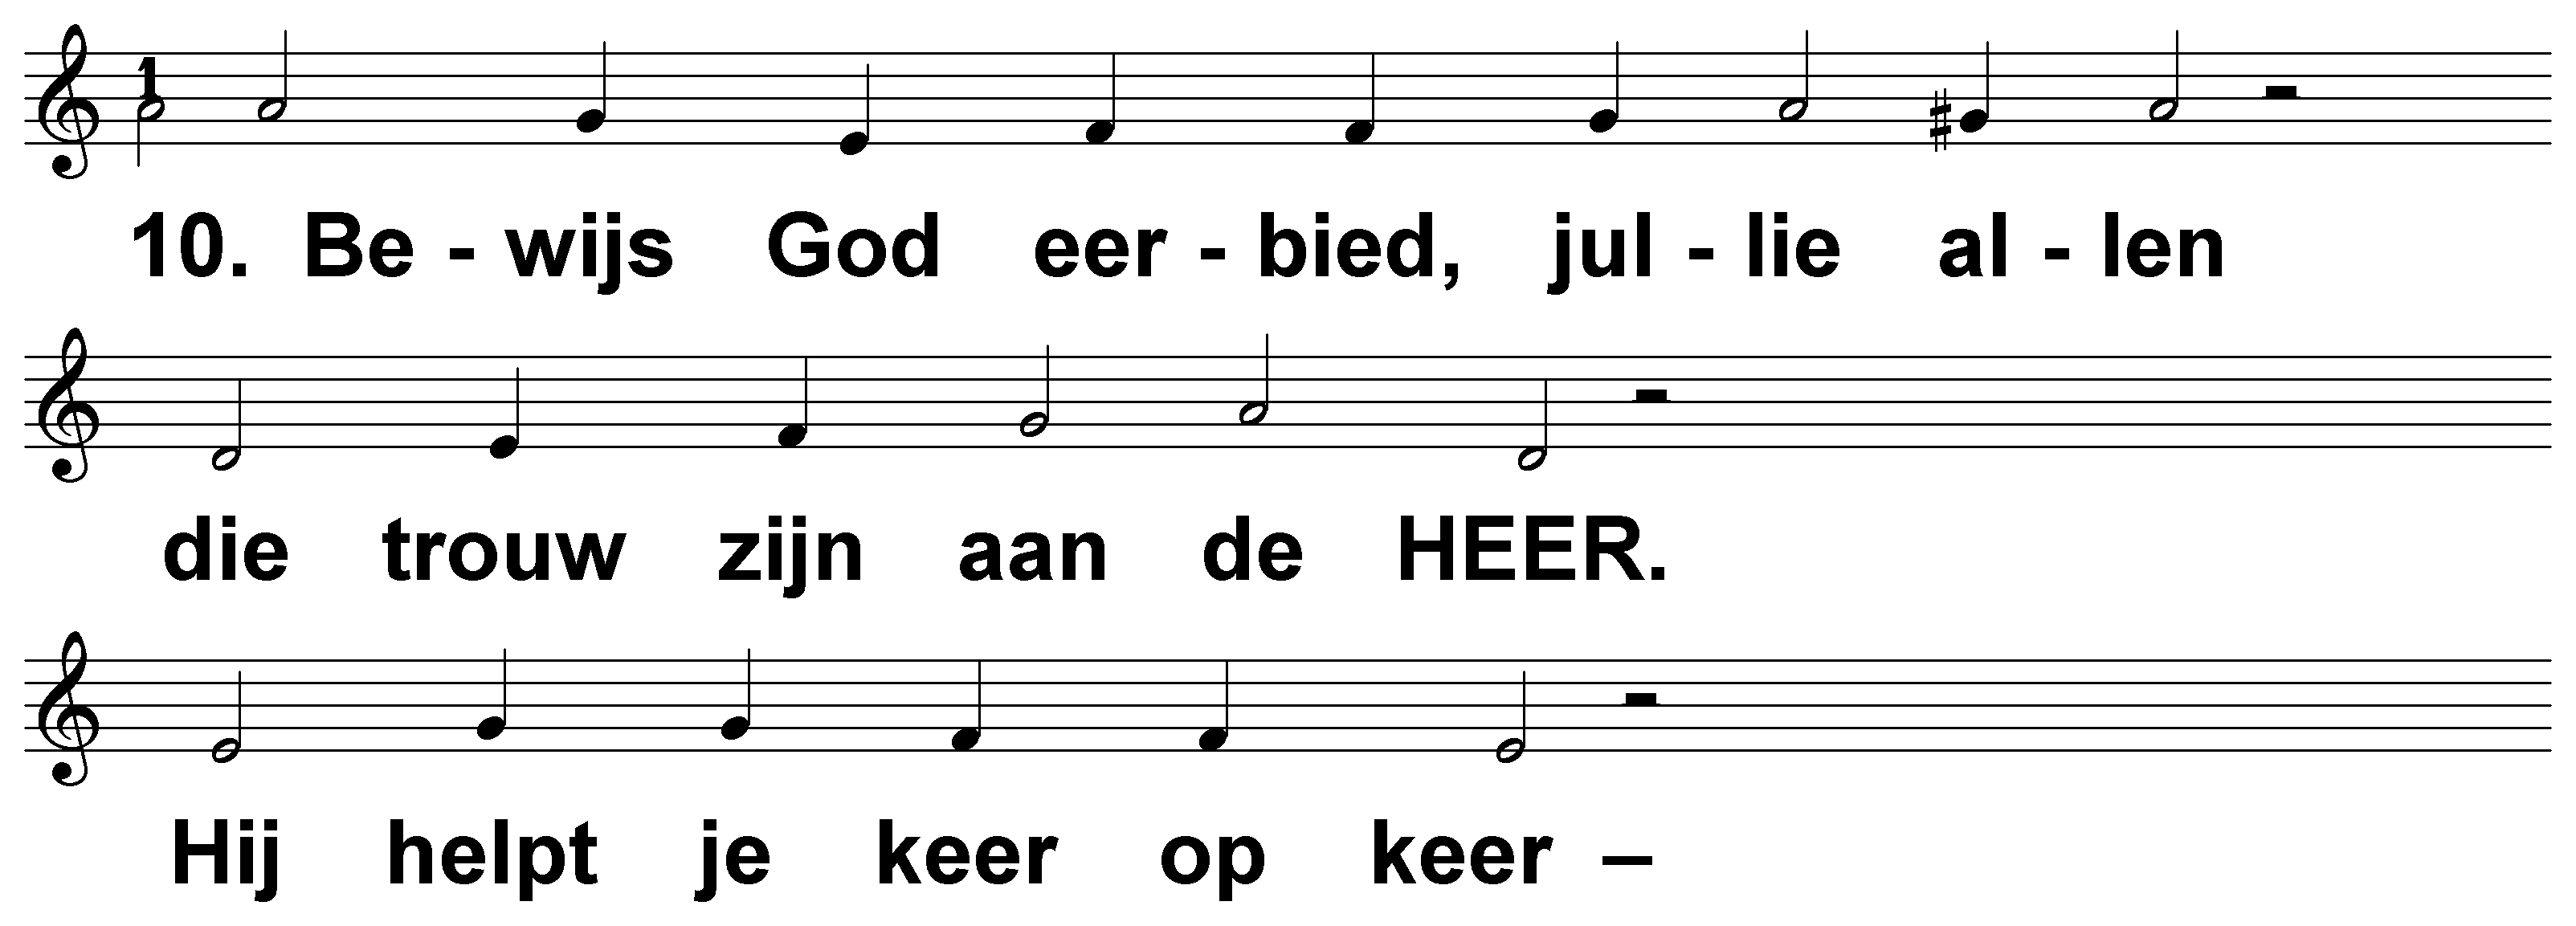 1
10. Be - wijs God eer - bied, jul - lie al - len
die trouw zijn aan de HEER.
Hij helpt je keer op keer –